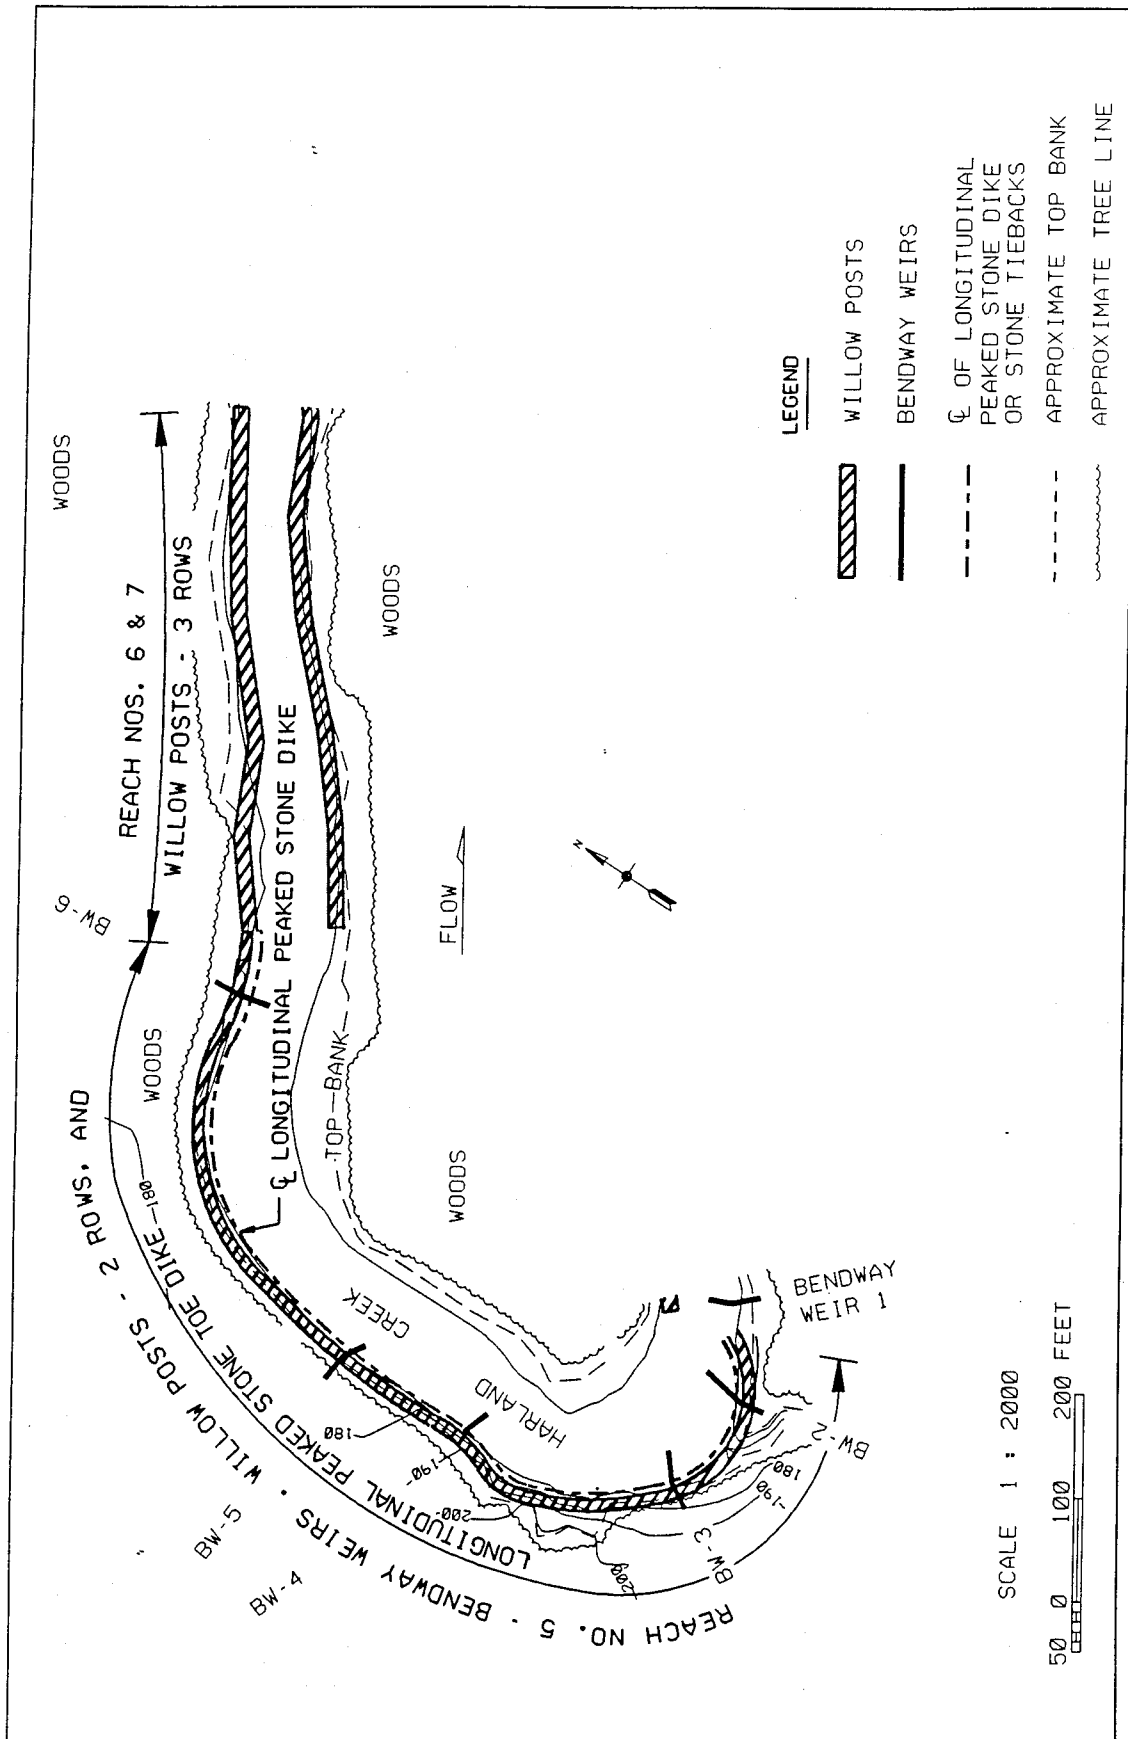 WOODS
REACH NOS. 6 & 7
WILLOW POSTS - 3 ROWS
BW-6
WOODS
WOODS
℄ LONGITUDINAL PEAKED STONE DIKE
FLOW
N
TOP BANK
WOODS
REACH NO. 5 - BENDWAY WEIRS, WILLOW POSTS - 2 ROWS, AND
LONGITUDINAL PEAKED STONE TOE DIKE
180
HARLAND
CREEK
180
190
200
200
190
180
BW-5
BW-4
BW-3
BW-2
BENDWAY
WEIR 1
LEGEND
WILLOW POSTS
BENDWAY WEIRS
℄ OF LONGITUDINAL
PEAKED STONE DIKE
OR STONE TIEBACKS
APPROXIMATE TOP BANK
APPROXIMATE TREE LINE
SCALE 1 : 2000
50 0 100 200 FEET